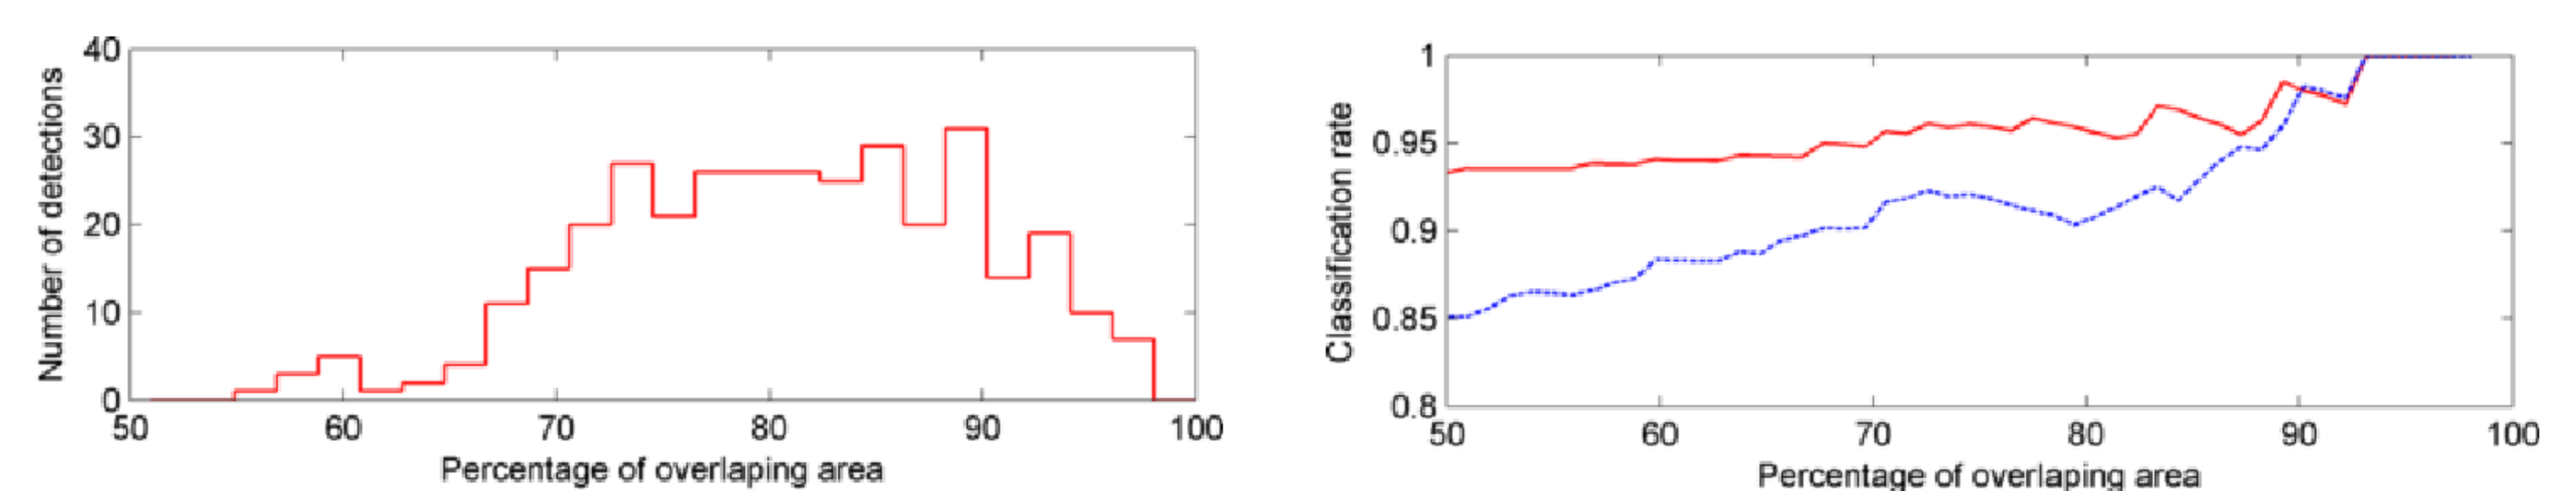 40
30
20
10
0
50 60 70 80 90 100
Number of detections
Percentage of overlaping area
1
0.95
0.9
0.85
0.8
50 60 70 80 90 100
Classification rate
Percentage of overlaping area